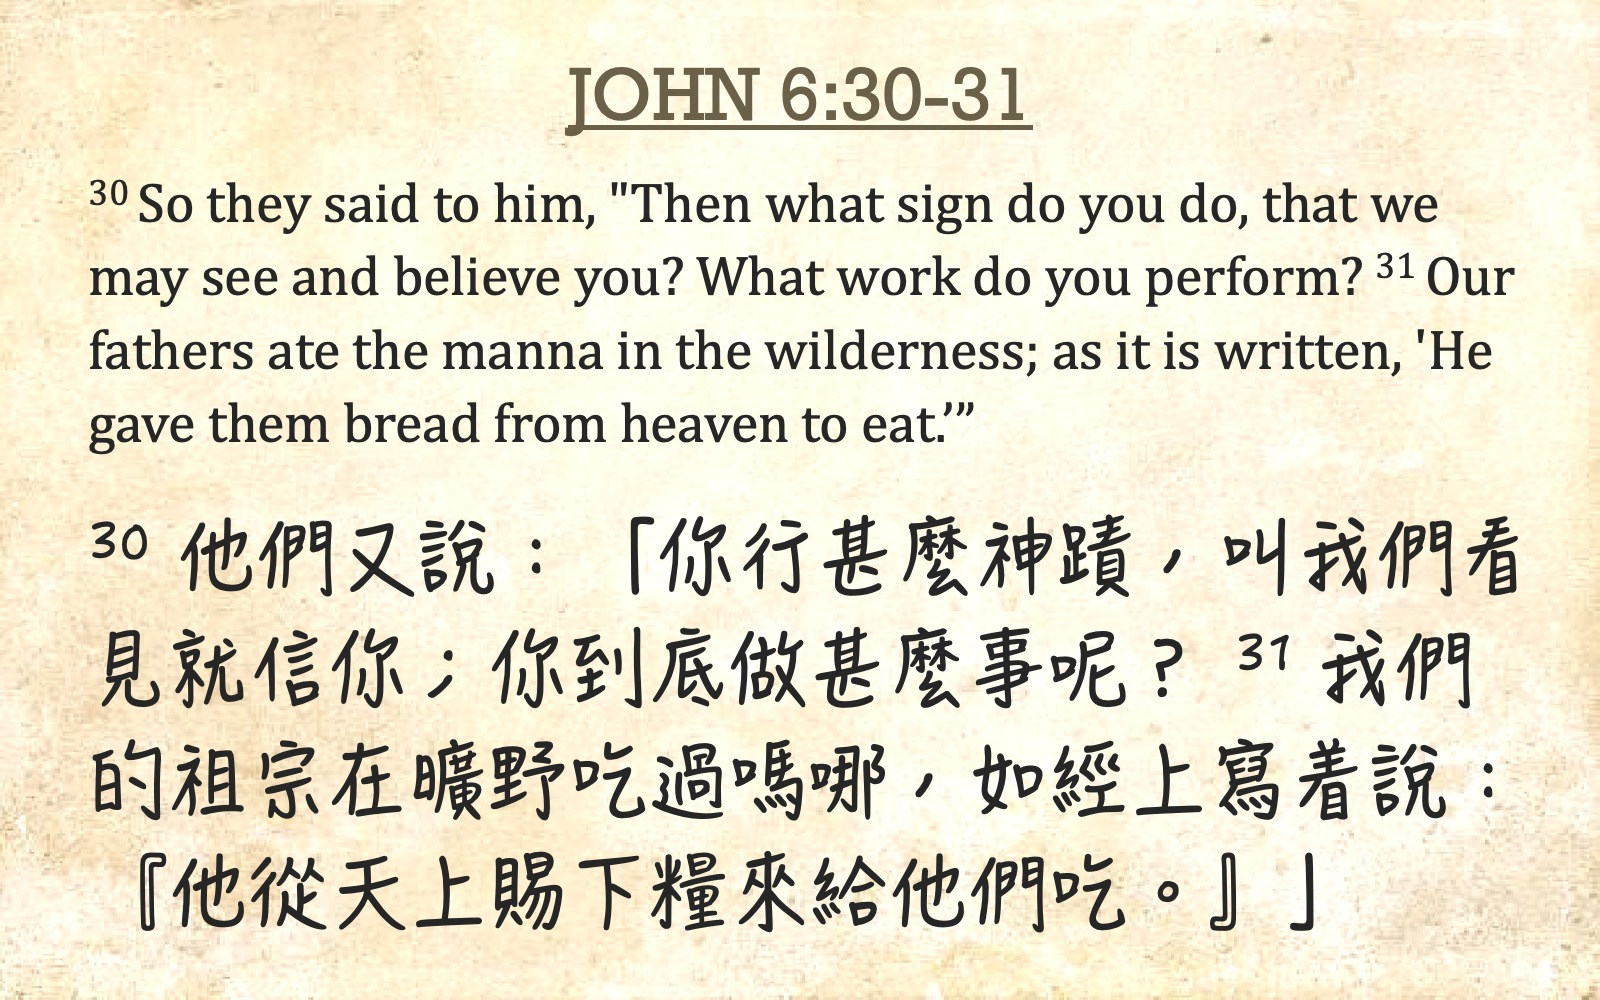 JOHN 6:30-31
30 So they said to him, "Then what sign do you do, that we
may see and believe you? What work do you perform? 31 Our
fathers ate the manna in the wilderness; as it is written, 'He
gave them bread from heaven to eat.’”
30 他們又說：「你行甚麼神蹟，叫我們看
見就信你；你到底做甚麼事呢？ 31 我們
的祖宗在曠野吃過嗎哪，如經上寫着說：
『他從天上賜下糧來給他們吃。』」